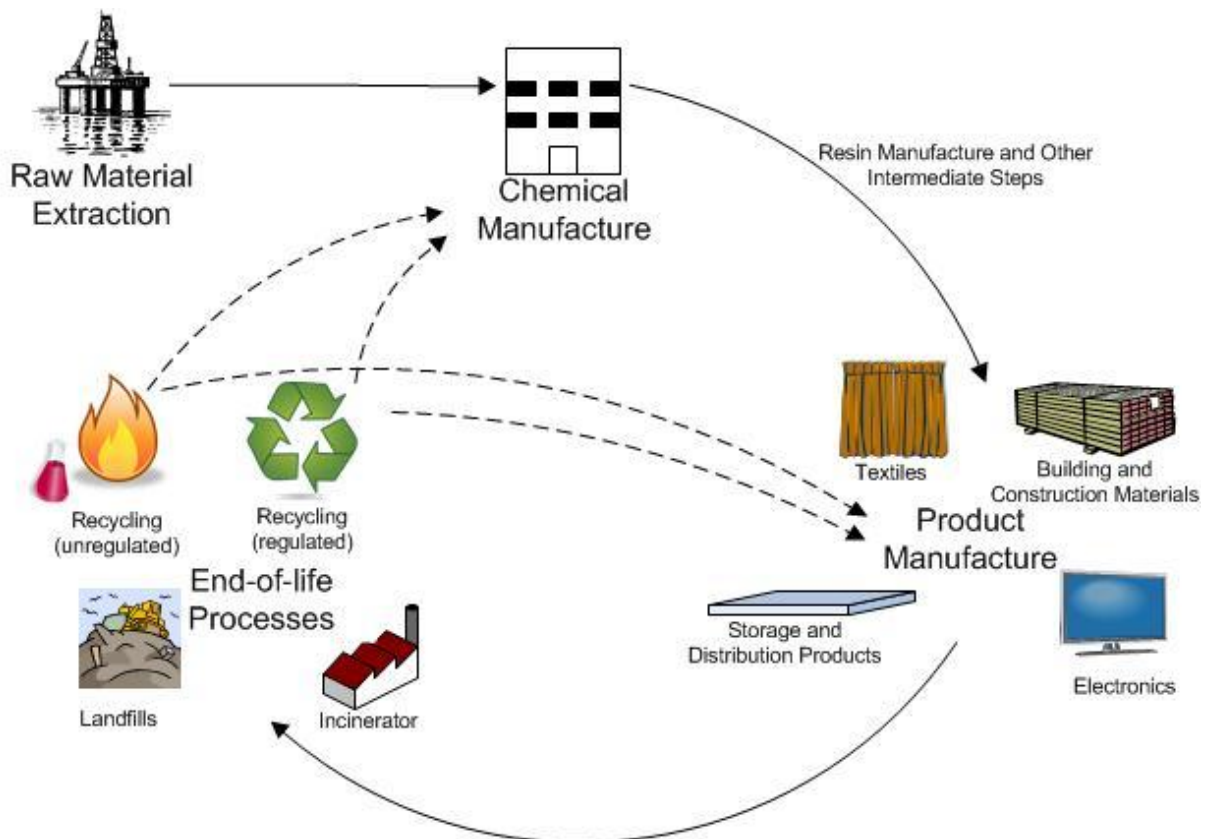 Raw Material
Extraction
Chemical
Manufacture
Resin Manufacture and Other
Intermediate Steps
Textiles
Building and
Construction Materials
Product
Manufacture
Recycling
(unregulated)
Recycling
(regulated)
End-of-life
Processes
Storage and
Distribution Products
Electronics
Landfills
Incinerator